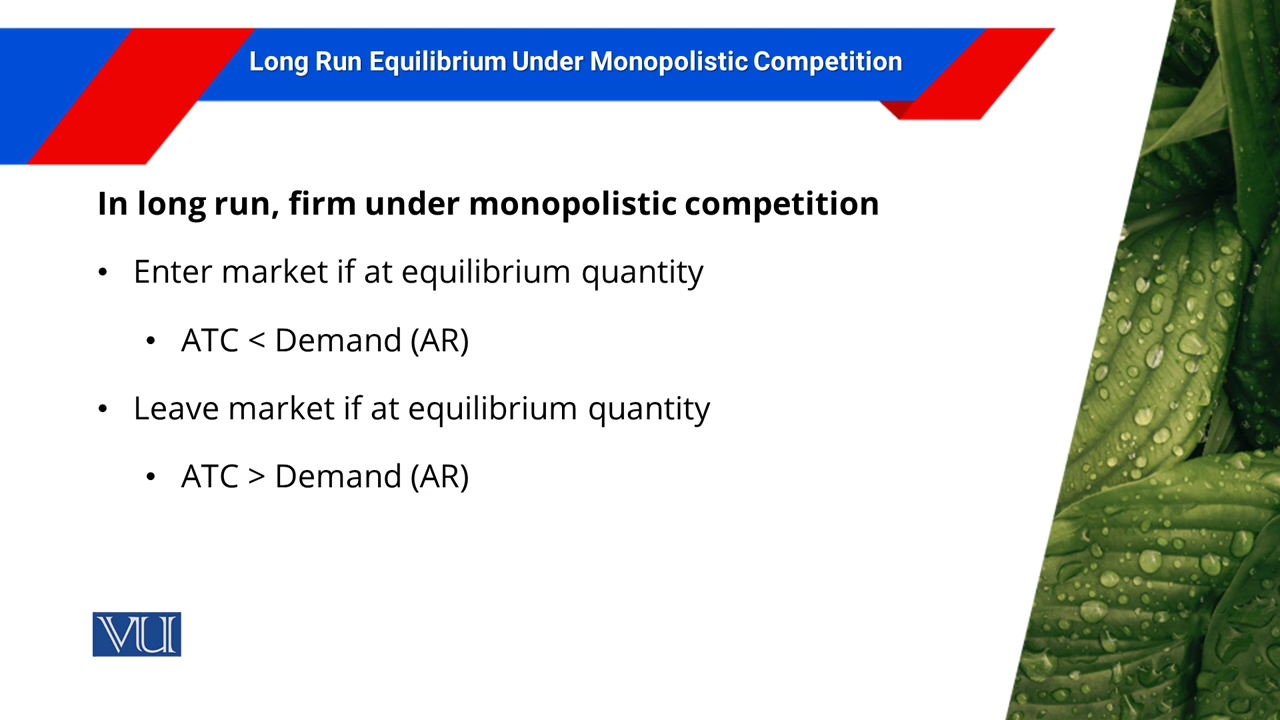 Long Run Equilibrium Under Monopolistic Competition
In long run, firm under monopolistic competition
• Enter market if at equilibrium quantity
• ATC < Demand (AR)
• Leave market if at equilibrium quantity
• ATC > Demand (AR)
VU